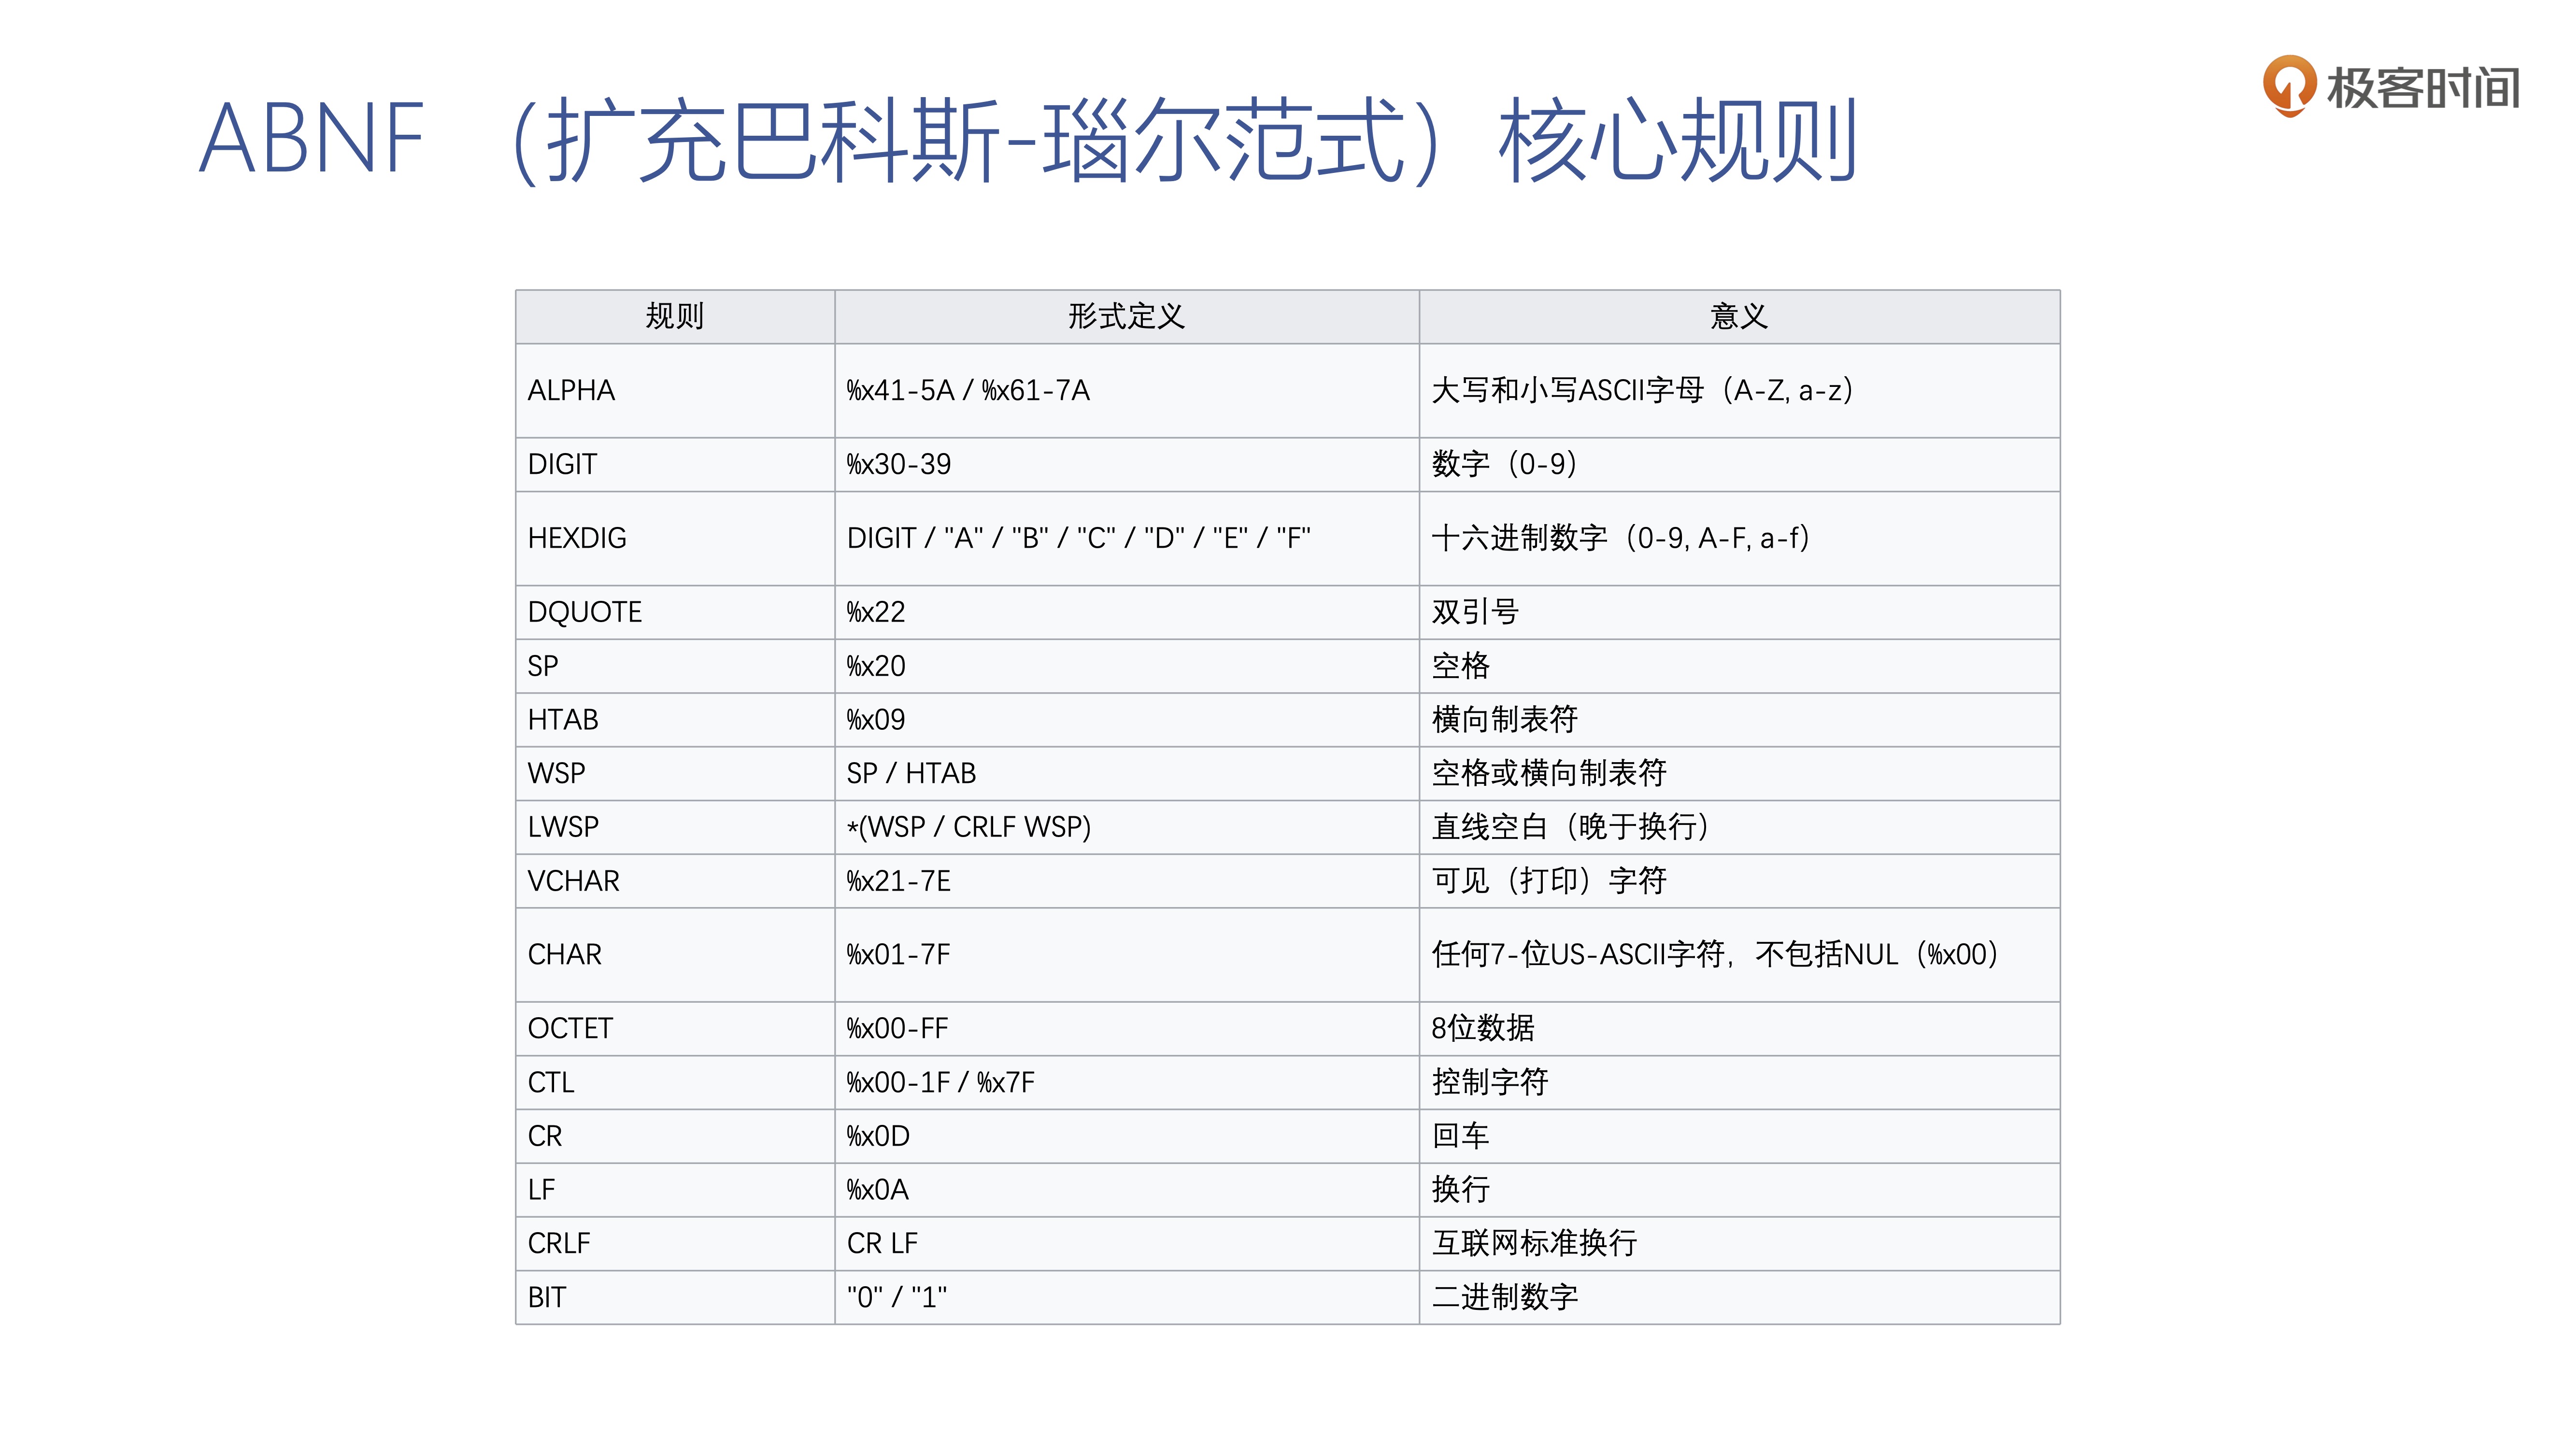 极客时间
ABNF （扩充巴科斯-瑙尔范式）核心规则
规则 形式定义 意义
ALPHA %x41-5A / %x61-7A 大写和小写ASCII字母（A-Z, a-z）
DIGIT %x30-39 数字（0-9）
HEXDIG DIGIT / "A" / "B" / "C" / "D" / "E" / "F" 十六进制数字（0-9, A-F, a-f）
DQUOTE %x22 双引号
SP %x20 空格
HTAB %x09 横向制表符
WSP SP / HTAB 空格或横向制表符
LWSP *(WSP / CRLF WSP) 直线空白（晚于换行）
VCHAR %x21-7E 可见（打印）字符
CHAR %x01-7F 任何7-位US-ASCII字符，不包括NUL（%x00）
OCTET %x00-FF 8位数据
CTL %x00-1F / %x7F 控制字符
CR %x0D 回车
LF %x0A 换行
CRLF CR LF 互联网标准换行
BIT "0" / "1" 二进制数字